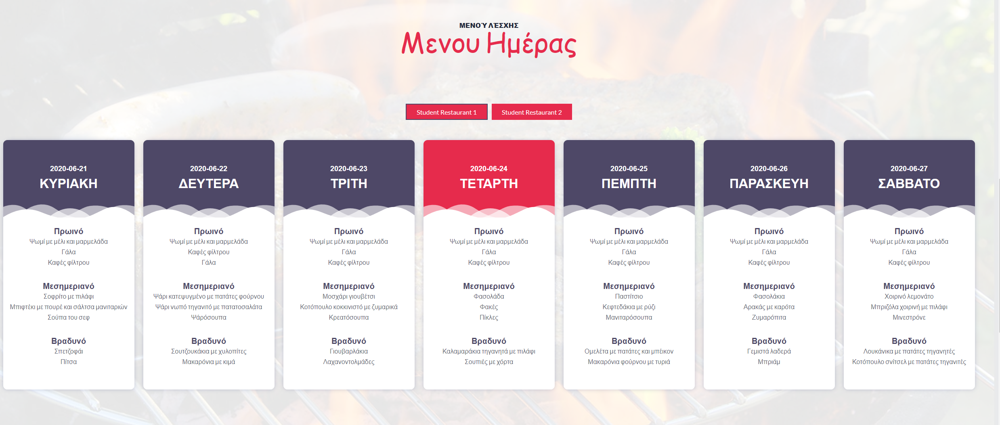 ΜΕΝΟΎ ΛΈΣΧΗΣ
Μενου Ημέρας
Student Restaurant 1
Student Restaurant 2
2020-06-21
ΚΥΡΙΑΚΗ
Πρωινό
Ψωμί με μέλι και μαρμελάδα
Γάλα
Καφές φίλτρου
Μεσημεριανό
Σοφρίτο με πιλάφι
Μπιφτέκι με πουρέ και σάλτσα μανιταριών
Σούπα του σεφ
Βραδυνό
Σπετζοφάι
Πίτσα
2020-06-22
ΔΕΥΤΕΡΑ
Πρωινό
Ψωμί με μέλι και μαρμελάδα
Καφές φίλτρου
Γάλα
Μεσημεριανό
Ψάρι κατεψυγμένο με πατάτες φούρνου
Ψάρι νωπό τηγανιτό με πατατοσαλάτα
Ψάρόσουπα
Βραδυνό
Σουτζουκάκια με χυλοπίτες
Μακαρόνια με κιμά
2020-06-23
ΤΡΙΤΗ
Πρωινό
Ψωμί με μέλι και μαρμελάδα
Γάλα
Καφές φίλτρου
Μεσημεριανό
Μοσχάρι γιουβέτσι
Κοτόπουλο κοκκινιστό με ζυμαρικά
Κρεατόσουπα
Βραδυνό
Γιουβαρλάκια
Λαχανοντολμάδες
2020-06-24
ΤΕΤΑΡΤΗ
Πρωινό
Ψωμί με μέλι και μαρμελάδα
Γάλα
Καφές φίλτρου
Μεσημεριανό
Φασολάδα
Φακές
Πίκλες
Βραδυνό
Καλαμαράκια τηγανητά με πιλάφι
Σουπιές με χόρτα
2020-06-25
ΠΕΜΠΤΗ
Πρωινό
Ψωμί με μέλι και μαρμελάδα
Γάλα
Καφές φίλτρου
Μεσημεριανό
Παστίτσιο
Κεφτεδάκια με ρύζι
Μανιταρόσουπα
Βραδυνό
Ομελέτα με πατάτες και μπέικον
Μακαρόνια φούρνου με τυριά
2020-06-26
ΠΑΡΑΣΚΕΥΗ
Πρωινό
Ψωμί με μέλι και μαρμελάδα
Γάλα
Καφές φίλτρου
Μεσημεριανό
Φασολάκια
Αρακάς με καρότα
Ζυμαρόπιτα
Βραδυνό
Γεμιστά λαδερά
Μπριάμ
2020-06-27
ΣΑΒΒΑΤΟ
Πρωινό
Ψωμί με μέλι και μαρμελάδα
Γάλα
Καφές φίλτρου
Μεσημεριανό
Χοιρινό λεμονάτο
Μπριζόλα χοιρινή με πιλάφι
Μινεστρόνε
Βραδυνό
Λουκάνικα με πατάτες τηγανητές
Κοτόπουλο σνίτσελ με πατάτες τηγανιτές